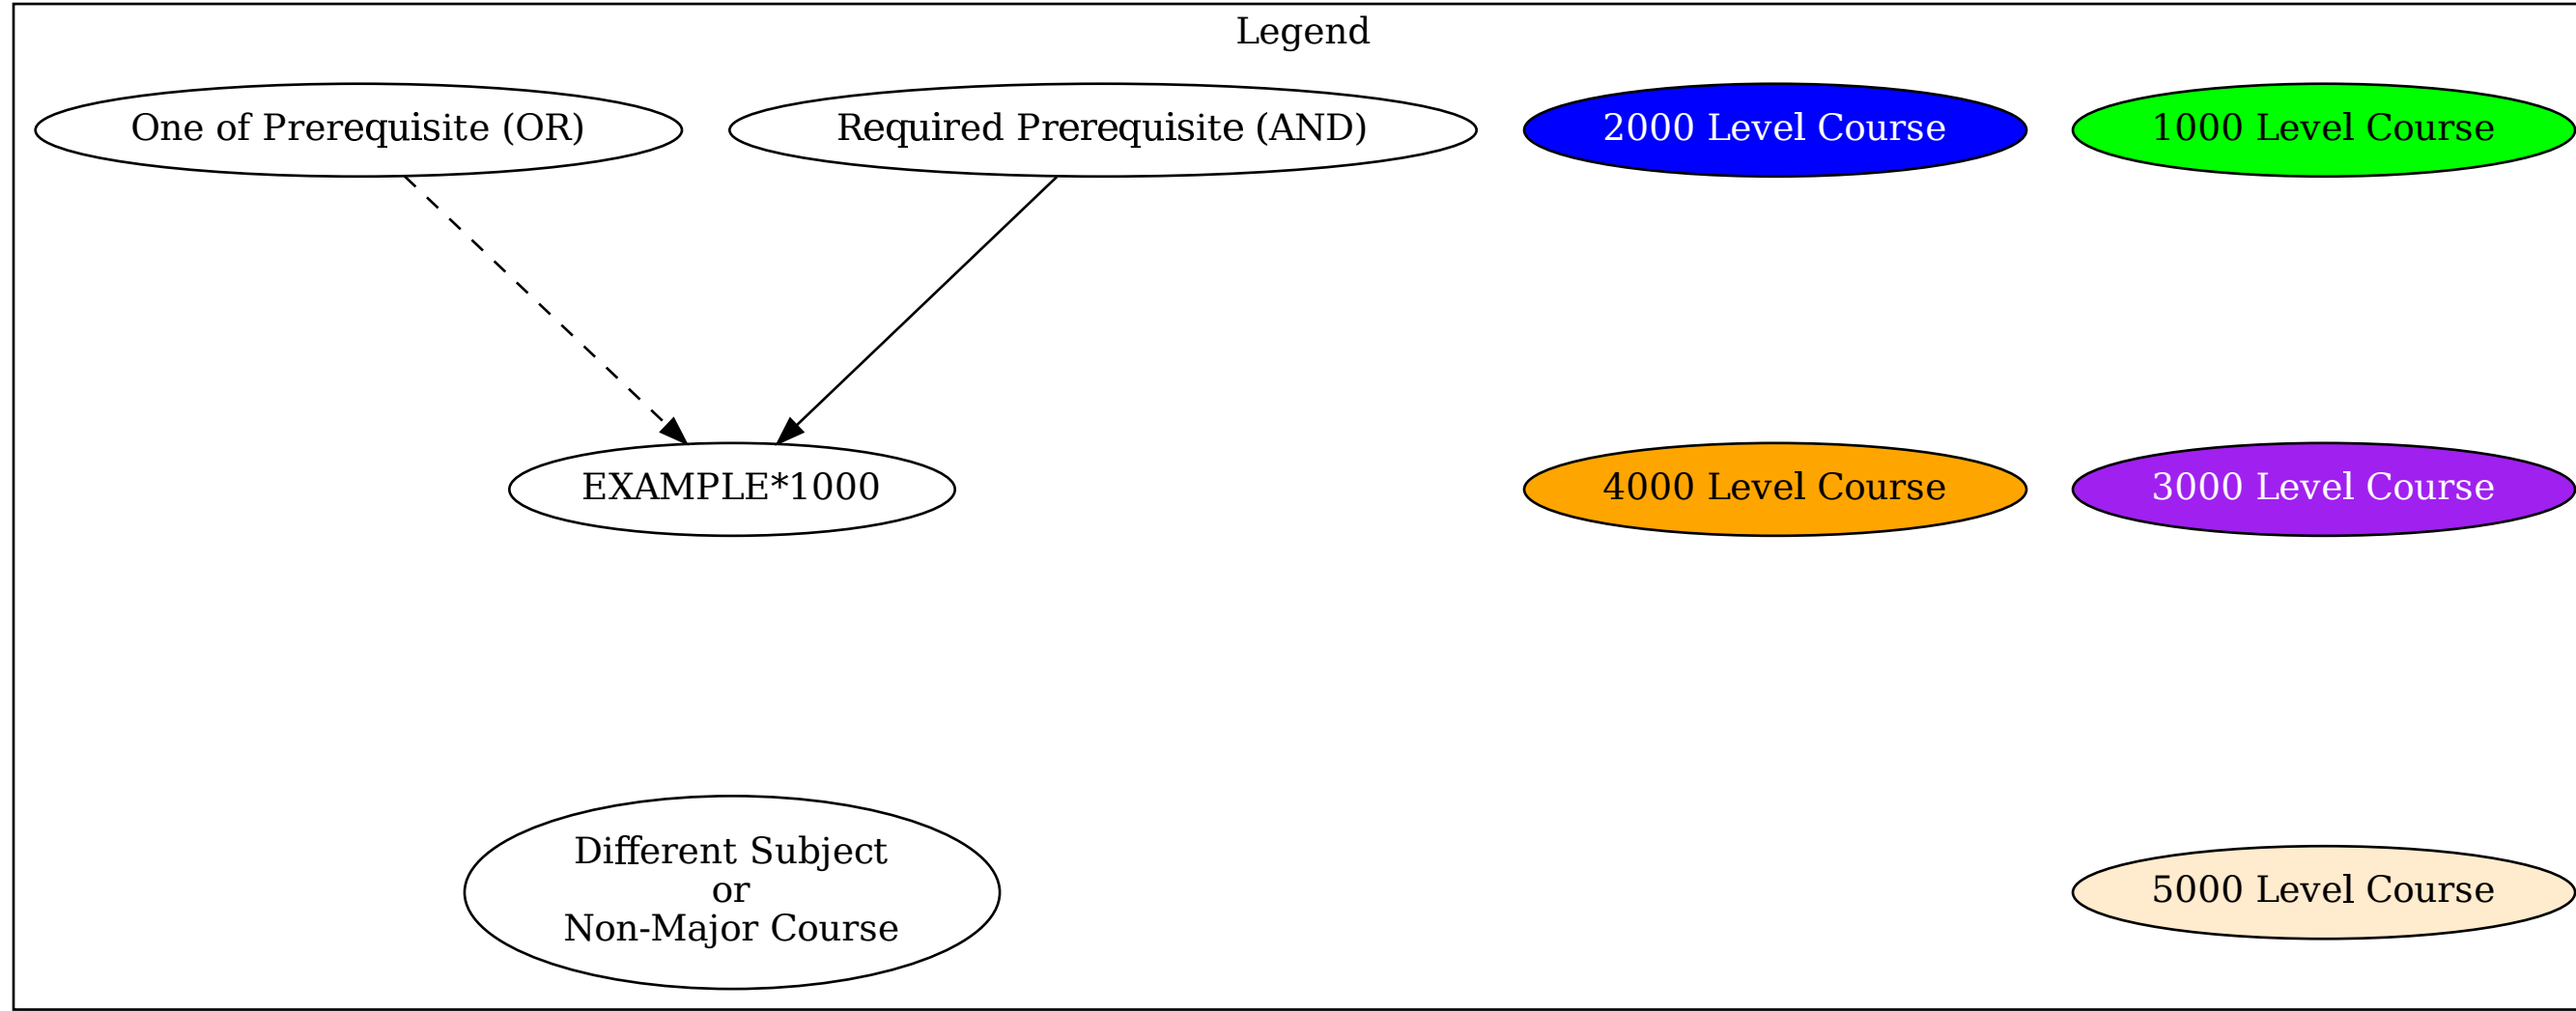 Legend
One of Prerequisite (OR)
Required Prerequisite (AND)
2000 Level Course
1000 Level Course
EXAMPLE*1000
4000 Level Course
3000 Level Course
Different Subject
or
Non-Major Course
5000 Level Course